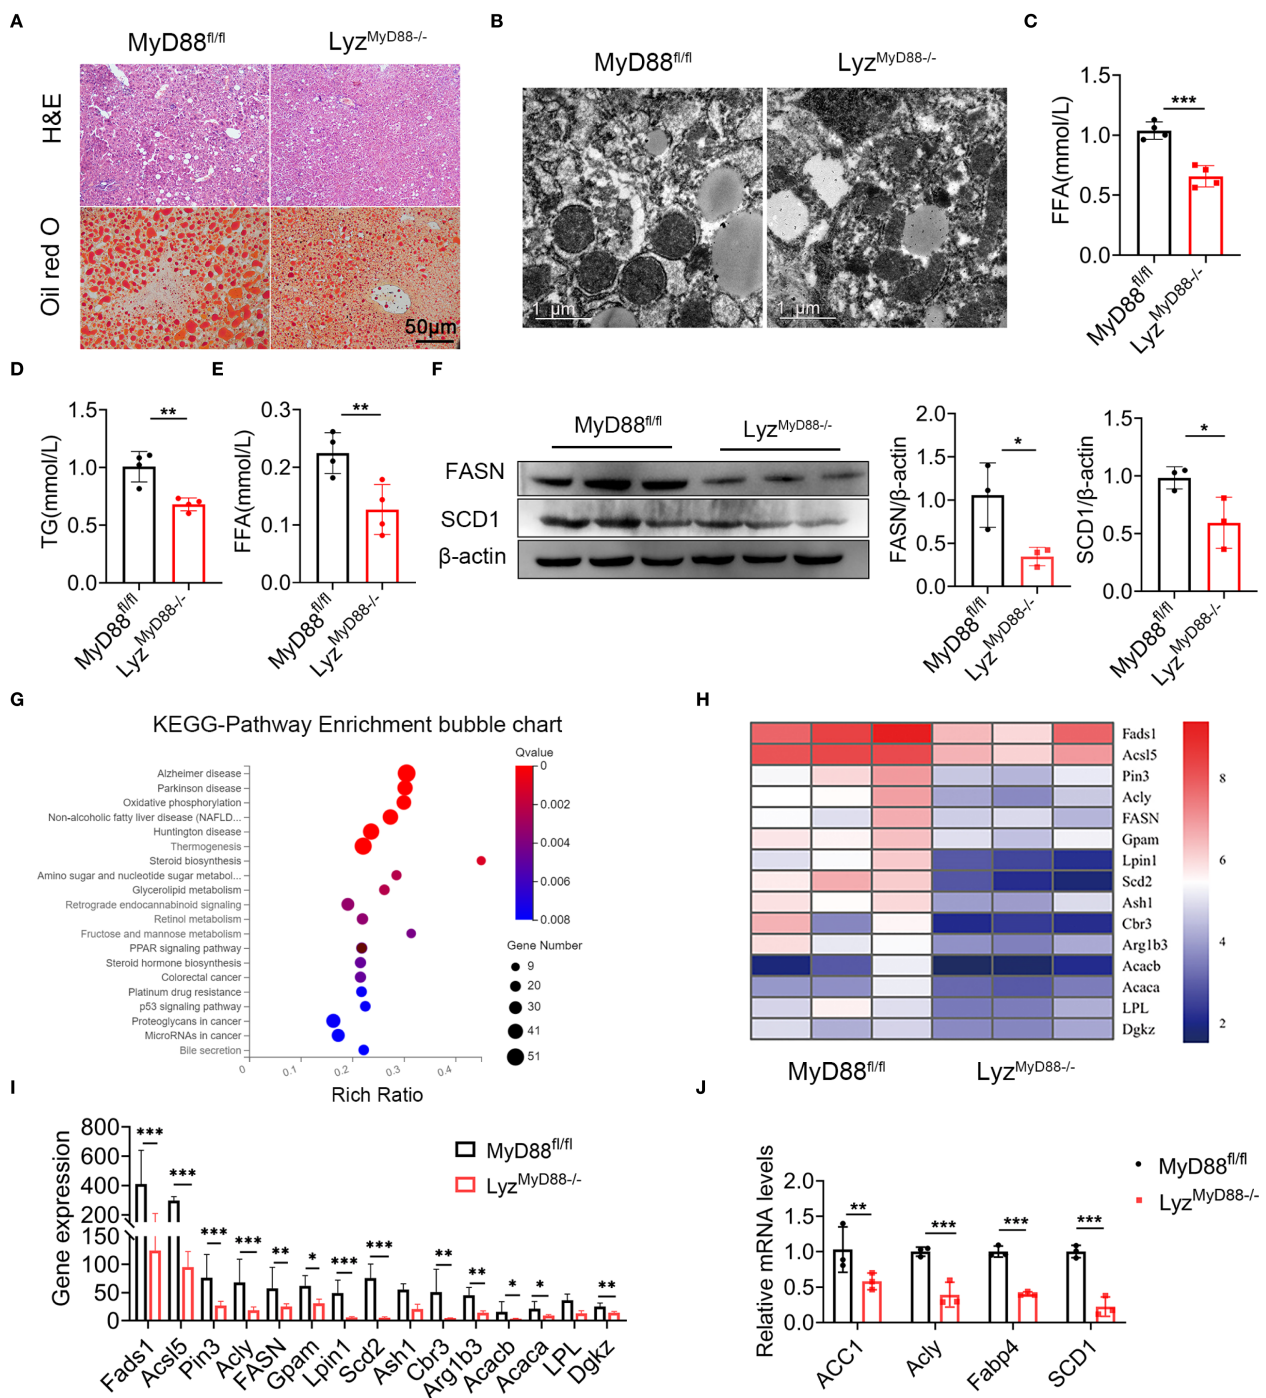 A
MyD88fl/fl
LyzMyD88-/-
H&E
Oil red O
50µm
B
MyD88fl/fl
LyzMyD88-/-
1 µm
1 µm
C
FFA(mmol/L)
1.5
1.0
0.5
0.0
***
MyD88fl/fl
LyzMyD88-/-
D
TG(mmol/L)
1.5
1.0
0.5
0.0
**
MyD88fl/fl
LyzMyD88-/-
E
FFA(mmol/L)
0.3
0.2
0.1
0.0
**
MyD88fl/fl
LyzMyD88-/-
F
MyD88fl/fl
LyzMyD88-/-
FASN
SCD1
β-actin
FASN/β-actin
2.0
1.5
1.0
0.5
0.0
*
MyD88fl/fl
LyzMyD88-/-
SCD1/β-actin
1.5
1.0
0.5
0.0
*
MyD88fl/fl
LyzMyD88-/-
G
KEGG-Pathway Enrichment bubble chart
Alzheimer disease
Parkinson disease
Oxidative phosphorylation
Non-alcoholic fatty liver disease (NAFLD...
Huntington disease
Thermogenesis
Steroid biosynthesis
Amino sugar and nucleotide sugar metabol...
Glycerolipid metabolism
Retrograde endocannabinoid signaling
Retinol metabolism
Fructose and mannose metabolism
PPAR signaling pathway
Steroid hormone biosynthesis
Colorectal cancer
Platinum drug resistance
p53 signaling pathway
Proteoglycans in cancer
MicroRNAs in cancer
Bile secretion
0
0.1
0.2
0.3
0.4
Rich Ratio
Qvalue
0
0.002
0.004
0.006
0.008
Gene Number
9
20
30
41
51
H
Fads1
Acsl5
Pin3
Acly
FASN
Gpam
Lpin1
Scd2
Ash1
Cbr3
Arg1b3
Acacb
Acaca
LPL
Dgkz
8
6
4
2
MyD88fl/fl
LyzMyD88-/-
I
Gene expression
800
600
400
200
150
100
50
0
***
***
***
***
**
*
***
***
**
**
*
*
**
MyD88fl/fl
LyzMyD88-/-
Fads1
Acsl5
Pin3
Acly
FASN
Gpam
Lpin1
Scd2
Ash1
Cbr3
Arg1b3
Acacb
Acaca
LPL
Dgkz
J
Relative mRNA levels
2.0
1.5
1.0
0.5
0.0
**
***
***
***
MyD88fl/fl
LyzMyD88-/-
ACC1
Acly
Fabp4
SCD1